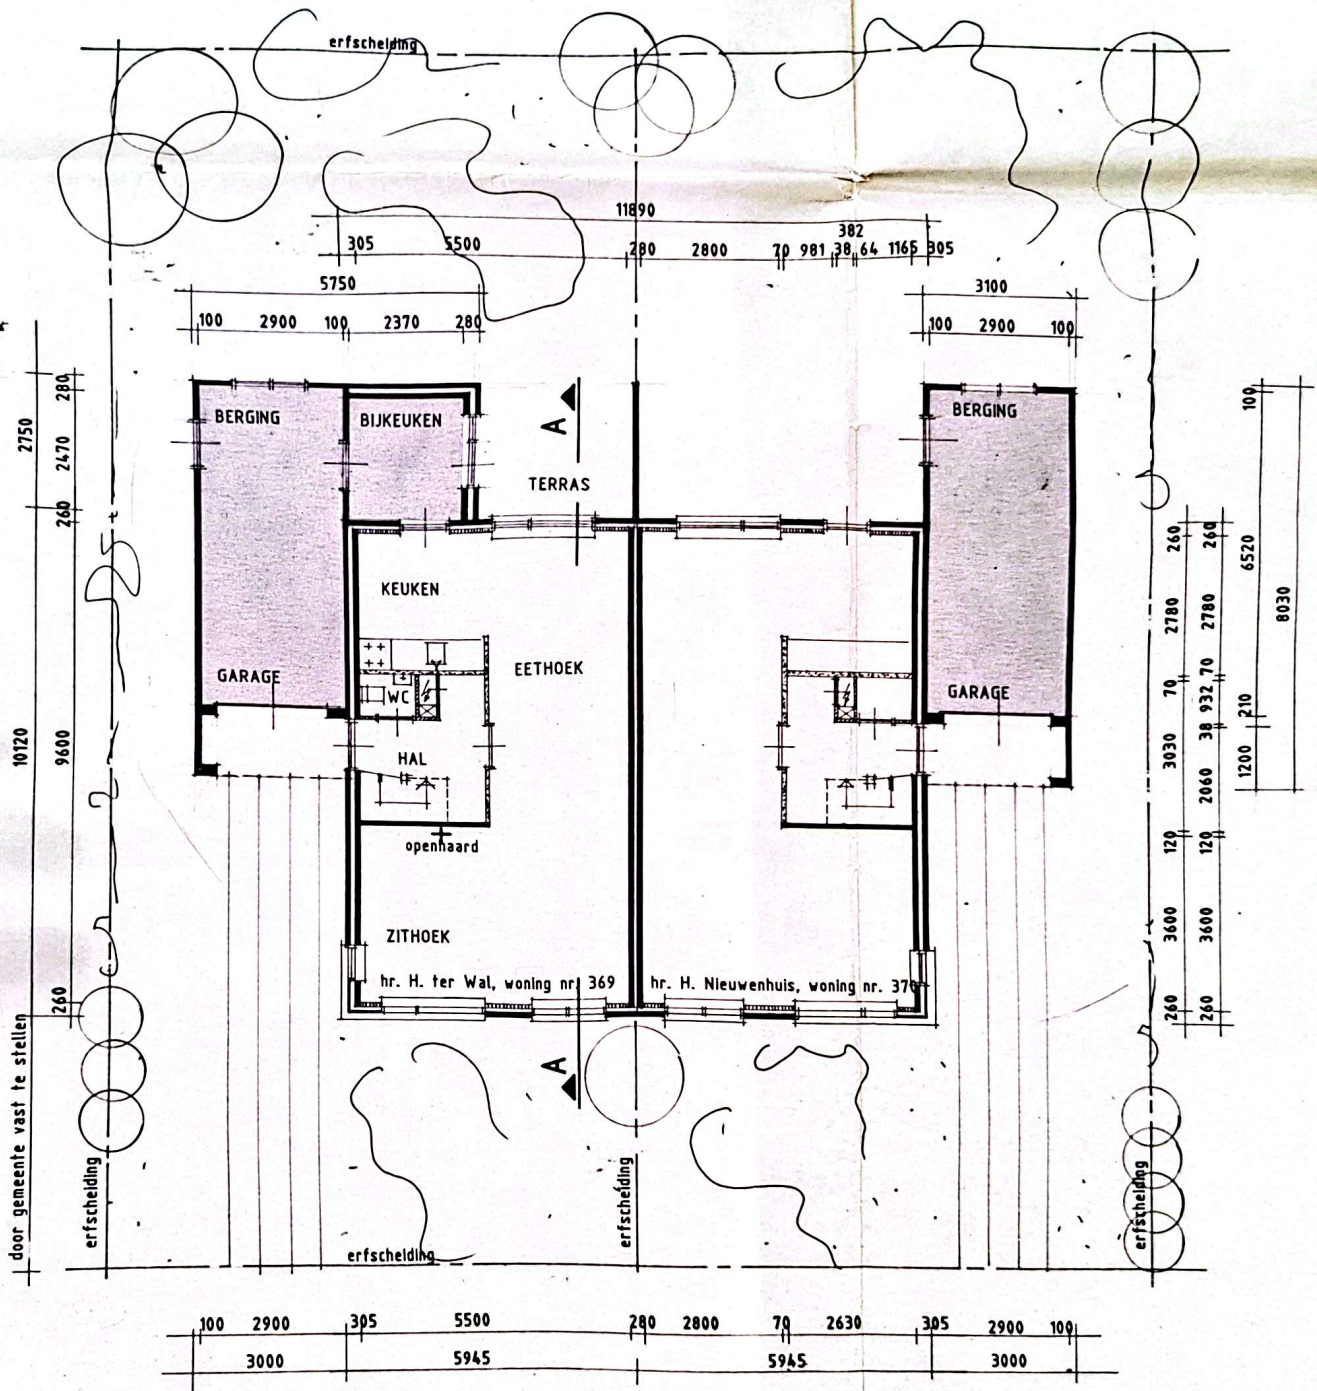 erfscheiding
11890
382
305 5500 280 2800 70 981 38 64 1165 305
5750
3100
100 2900 100 2370 280
100 2900 100
BERGING
BIJKEUKEN
BERGING
A
TERRAS
KEUKEN
EETHOEK
GARAGE
WC
GARAGE
HAL
openhaard
ZITHOEK
hr. H. ter Wal, woning nr. 369
hr. H. Nieuwenhuis, woning nr. 370
A
2750
10120
door gemeente vast te stellen
280
2470
260
9600
260
260
2780
70
3030
120
3600
260
260
2780
70
932
38
2060
120
3600
260
100
6520
210
1200
8030
erfscheiding
erfscheiding
erfscheiding
erfscheiding
100 2900 305 5500 280 2800 70 2630 305 2900 100
3000 5945 5945 3000